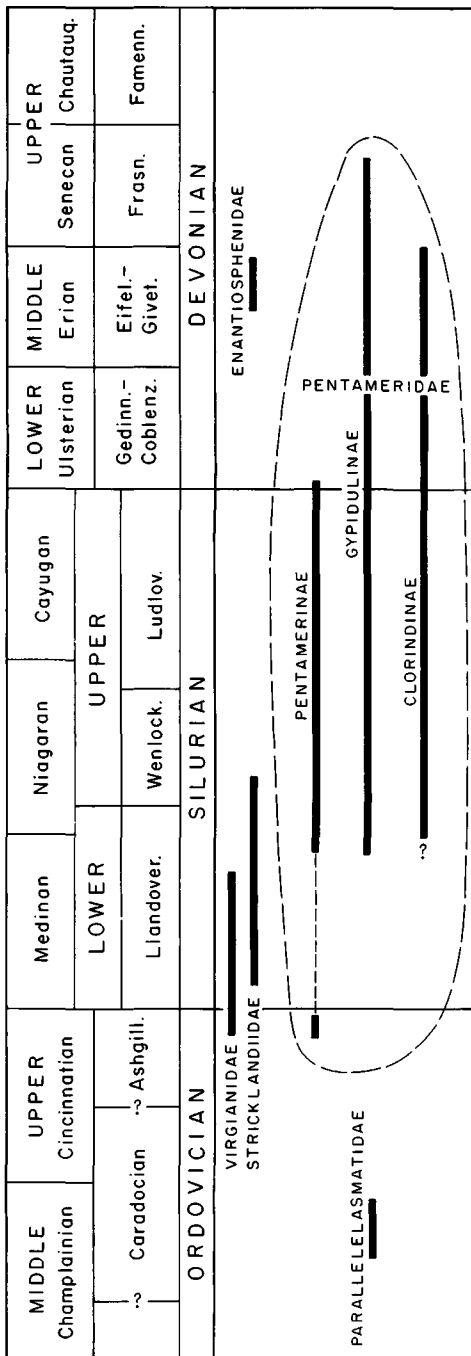 UPPER
Chautauq.
Senecan
MIDDLE
Erian
LOWER
Ulsterian
Cayugan
Niagaran
Medinan
UPPER
Cincinnatian
MIDDLE
Champlainian
UPPER
LOWER
Famenn.
Frasn.
Eifel.-
Givet.
Gedinn.-
Coblenz.
Ludlov.
Wenlock.
Llandover.
Ashgill.
?
Caradocian
?
DEVONIAN
SILURIAN
ORDOVICIAN
ENANTIOSPHENIDAE
VIRGIANIDAE
STRICKLANDIIDAE
PENTAMERIDAE
PENTAMERINAE
GYPIDULINAE
CLORINDINAE
?
PARALLELELASMATIDAE